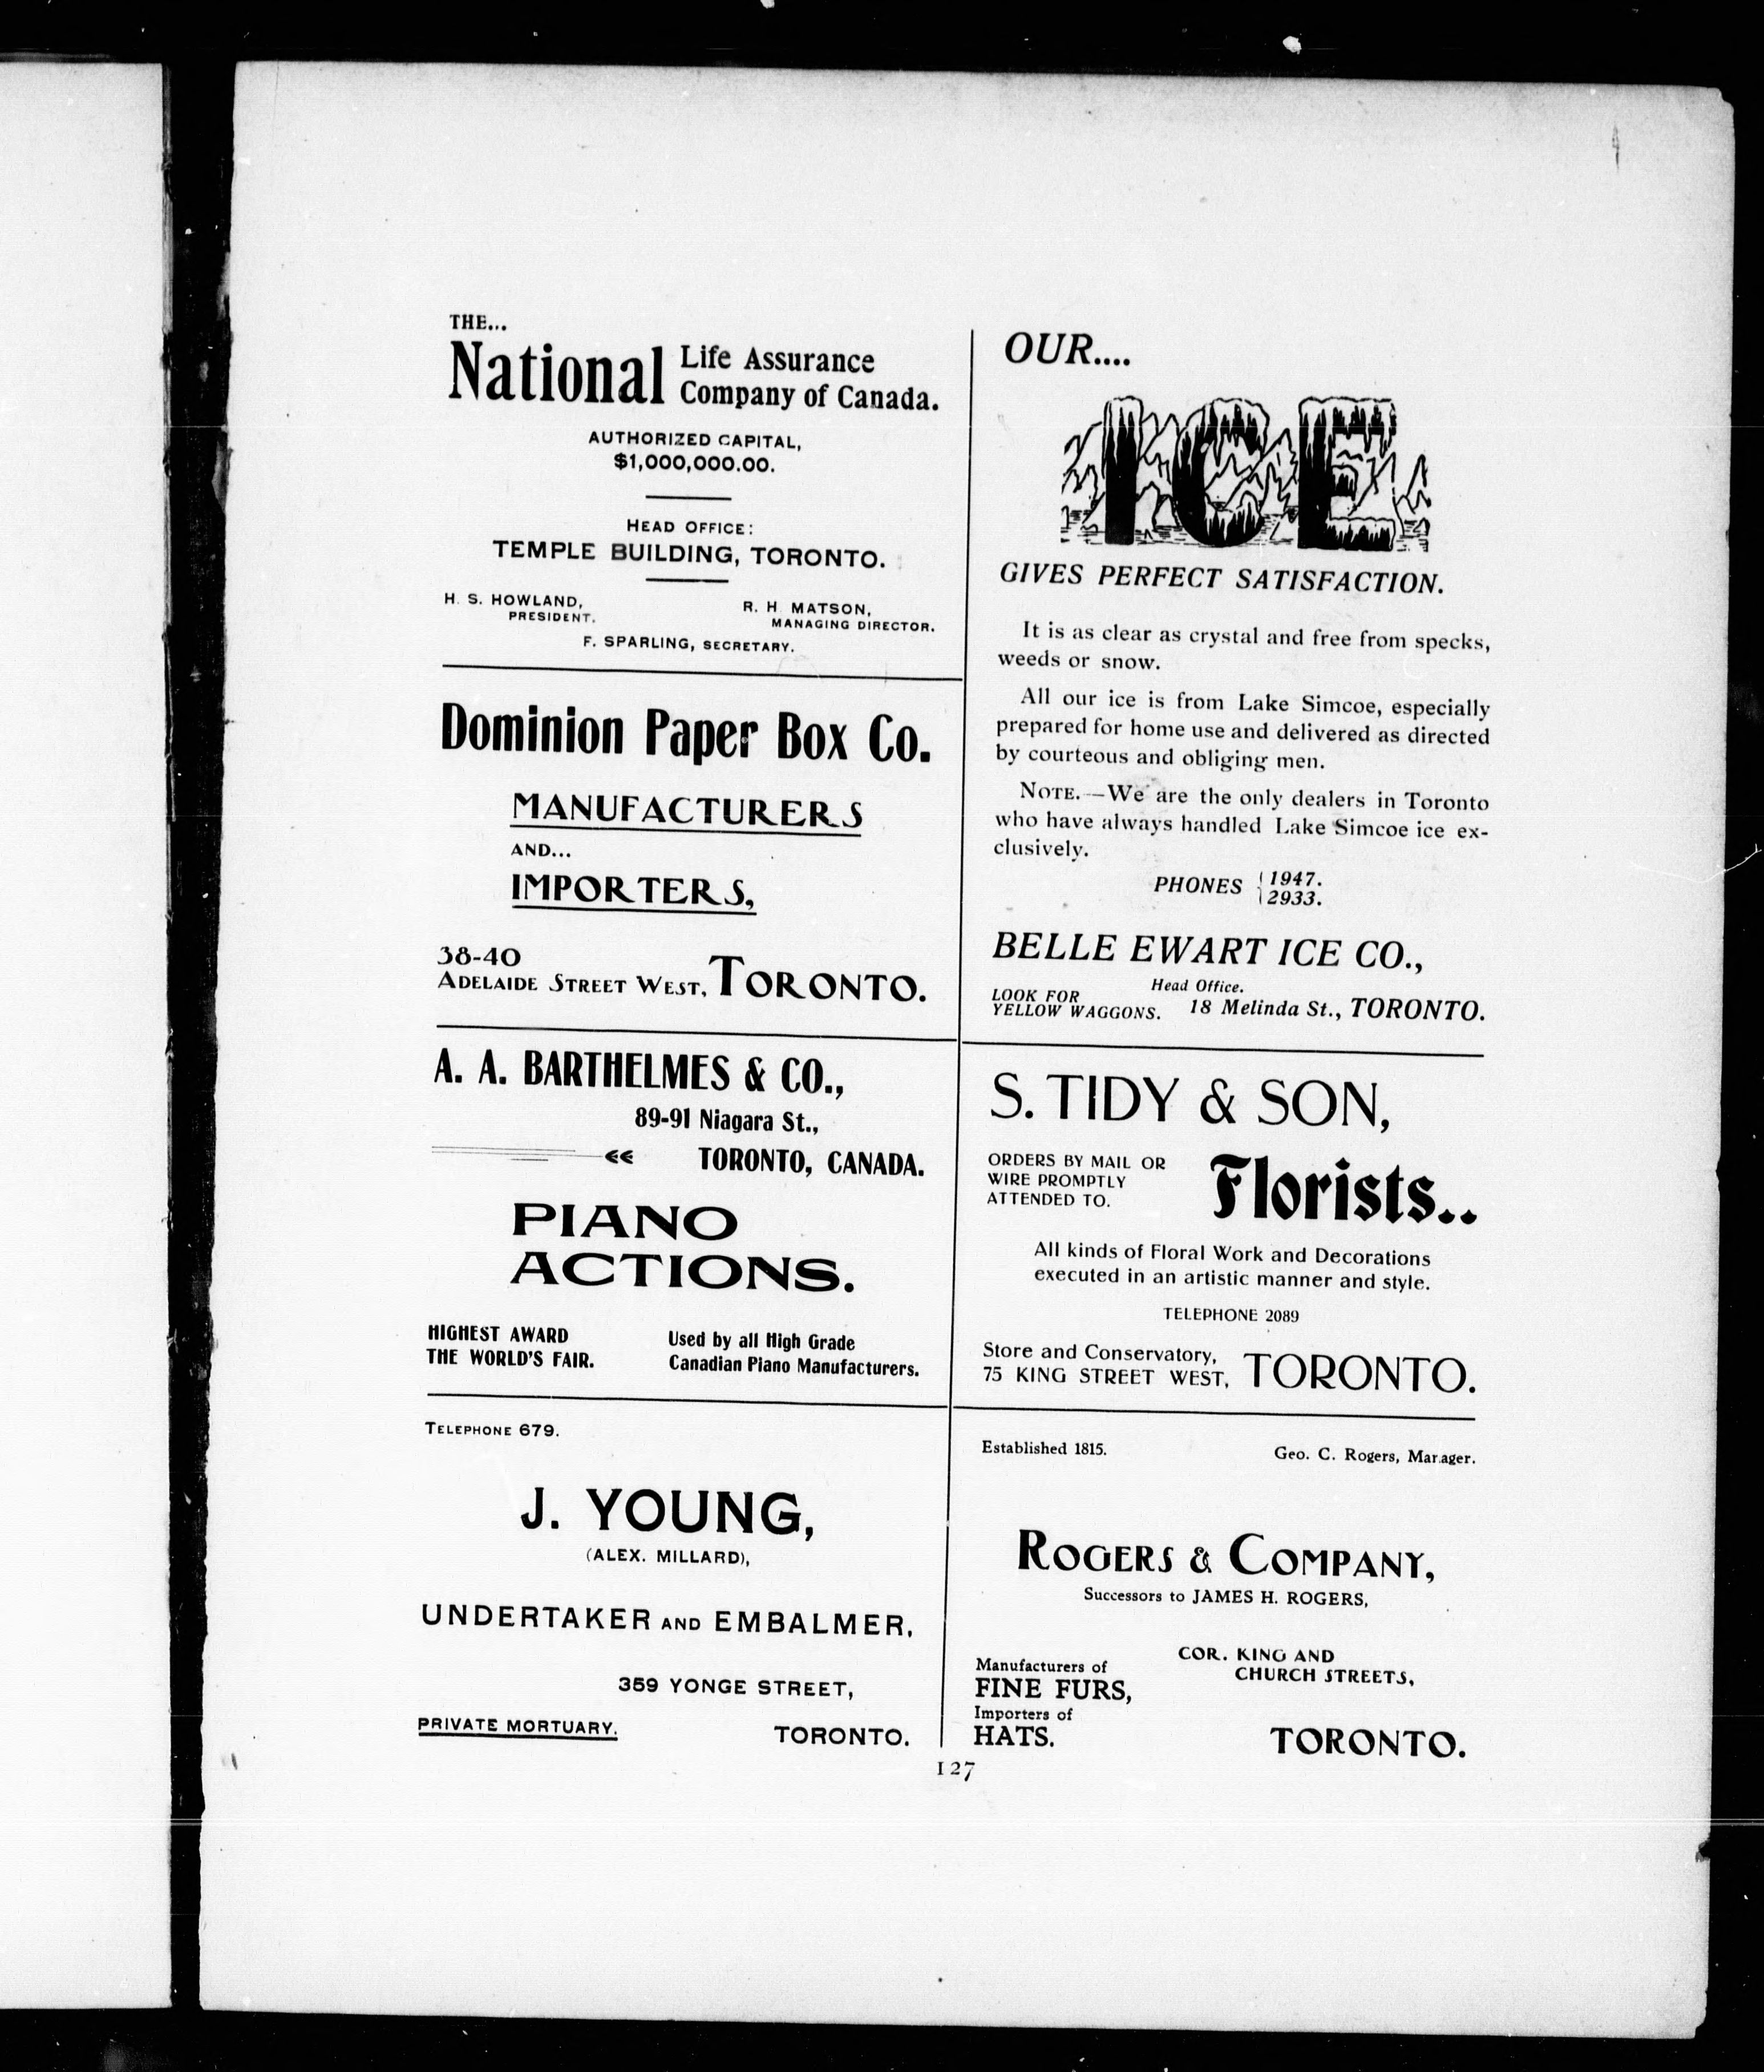 THE...
National Life Assurance
Company of Canada.
AUTHORIZED CAPITAL,
$1,000,000.00.
HEAD OFFICE:
TEMPLE BUILDING, TORONTO.
H. S. HOWLAND,
PRESIDENT.
R. H. MATSON,
MANAGING DIRECTOR.
F. SPARLING, SECRETARY.
Dominion Paper Box Co.
MANUFACTURERS
AND...
IMPORTERS,
38-40
ADELAIDE STREET WEST, TORONTO.
A. A. BARTHELMES & CO.,
89-91 Niagara St.,
TORONTO, CANADA.
PIANO
ACTIONS.
HIGHEST AWARD
THE WORLD'S FAIR.
Used by all High Grade
Canadian Piano Manufacturers.
TELEPHONE 679.
J. YOUNG,
(ALEX. MILLARD),
UNDERTAKER AND EMBALMER,
359 YONGE STREET,
PRIVATE MORTUARY. TORONTO.
OUR....
ICE
GIVES PERFECT SATISFACTION.
It is as clear as crystal and free from specks,
weeds or snow.
All our ice is from Lake Simcoe, especially
prepared for home use and delivered as directed
by courteous and obliging men.
NOTE.—We are the only dealers in Toronto
who have always handled Lake Simcoe ice ex-
clusively.
PHONES { 1947.
2933.
BELLE EWART ICE CO.,
Head Office.
LOOK FOR
YELLOW WAGGONS. 18 Melinda St., TORONTO.
S. TIDY & SON,
ORDERS BY MAIL OR
WIRE PROMPTLY
ATTENDED TO.
Florists..
All kinds of Floral Work and Decorations
executed in an artistic manner and style.
TELEPHONE 2089
Store and Conservatory,
75 KING STREET WEST, TORONTO.
Established 1815. Geo. C. Rogers, Manager.
ROGERS & COMPANY,
Successors to JAMES H. ROGERS,
COR. KING AND
CHURCH STREETS,
Manufacturers of
FINE FURS,
Importers of
HATS.
TORONTO.
127